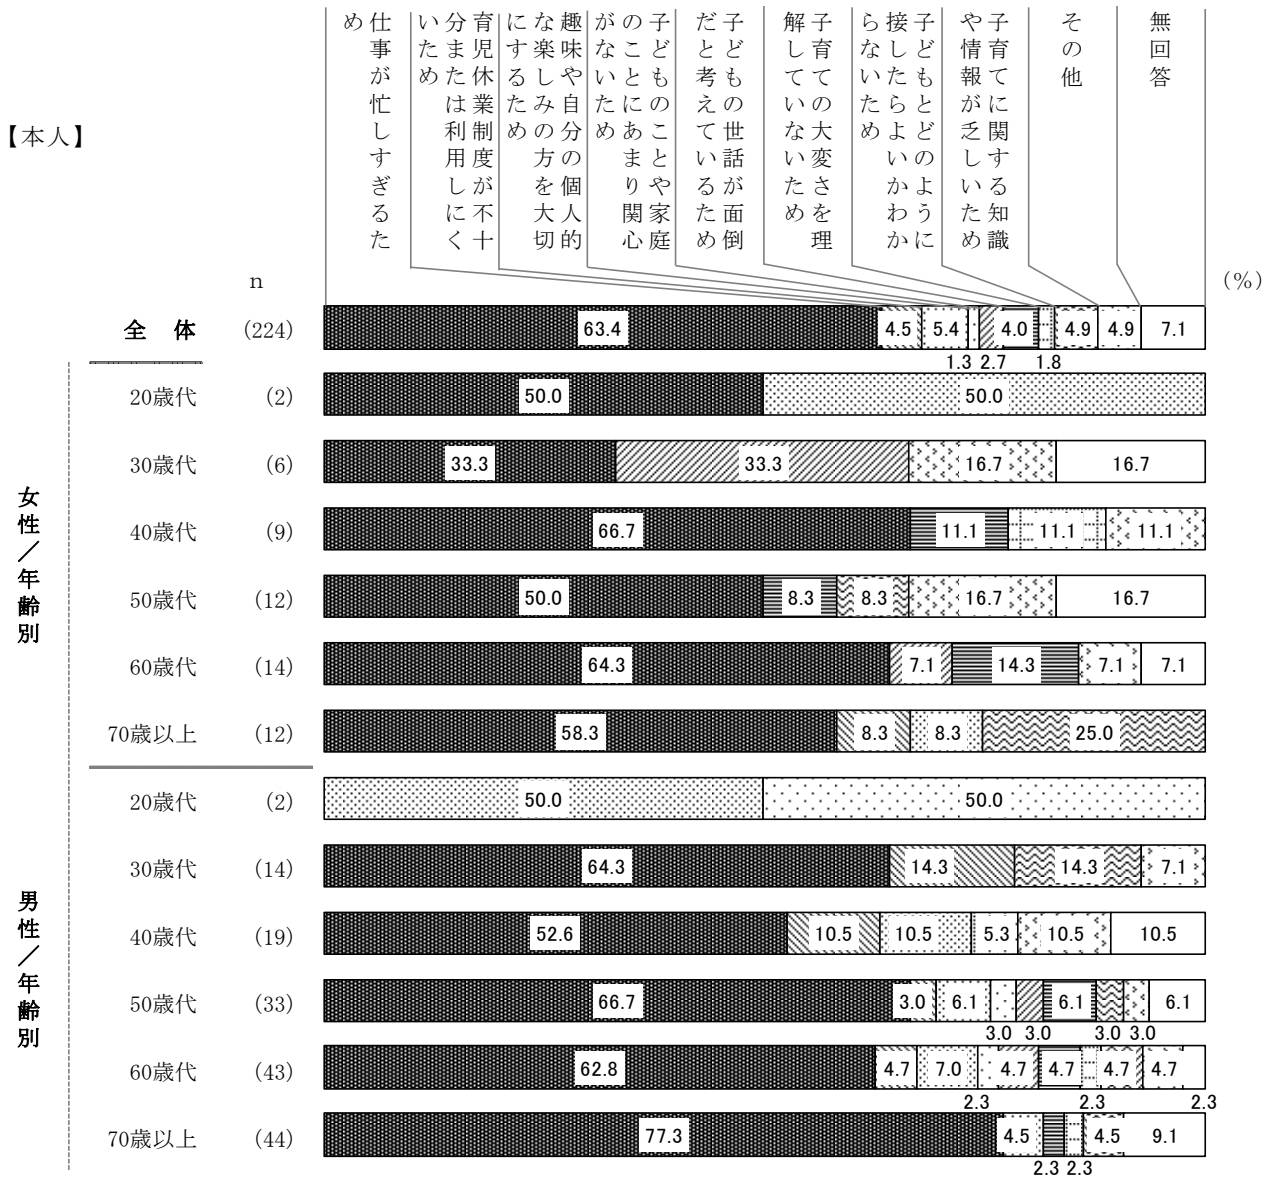 無回答
その他
子育てに関する知識
や情報が乏しいため
子どもとどのように
接したらよいかわか
らないため
子育ての大変さを理
解していないため
子どもの世話が面倒
だと考えているため
子どものことや家庭
のことにあまり関心
がないため
趣味や自分の個人的
な楽しみの方を大切
にするため
育児休業制度が不十
分または利用しにく
いため
仕事が忙しすぎるた
め
【本人】
n
(%)
全 体 (224) 63.4 4.5 5.4 4.0 4.9 4.9 7.1
1.3 2.7 1.8
女性/年齢別
20歳代 (2) 50.0 50.0
30歳代 (6) 33.3 33.3 16.7 16.7
40歳代 (9) 66.7 11.1 11.1 11.1
50歳代 (12) 50.0 8.3 8.3 16.7 16.7
60歳代 (14) 64.3 7.1 14.3 7.1 7.1
70歳以上 (12) 58.3 8.3 8.3 25.0
男性/年齢別
20歳代 (2) 50.0 50.0
30歳代 (14) 64.3 14.3 14.3 7.1
40歳代 (19) 52.6 10.5 10.5 5.3 10.5 10.5
50歳代 (33) 66.7 3.0 6.1 6.1 6.1
3.0 3.0 3.0 3.0
60歳代 (43) 62.8 4.7 7.0 4.7 4.7 4.7 4.7
2.3 2.3 2.3
70歳以上 (44) 77.3 4.5 4.5 9.1
2.3 2.3